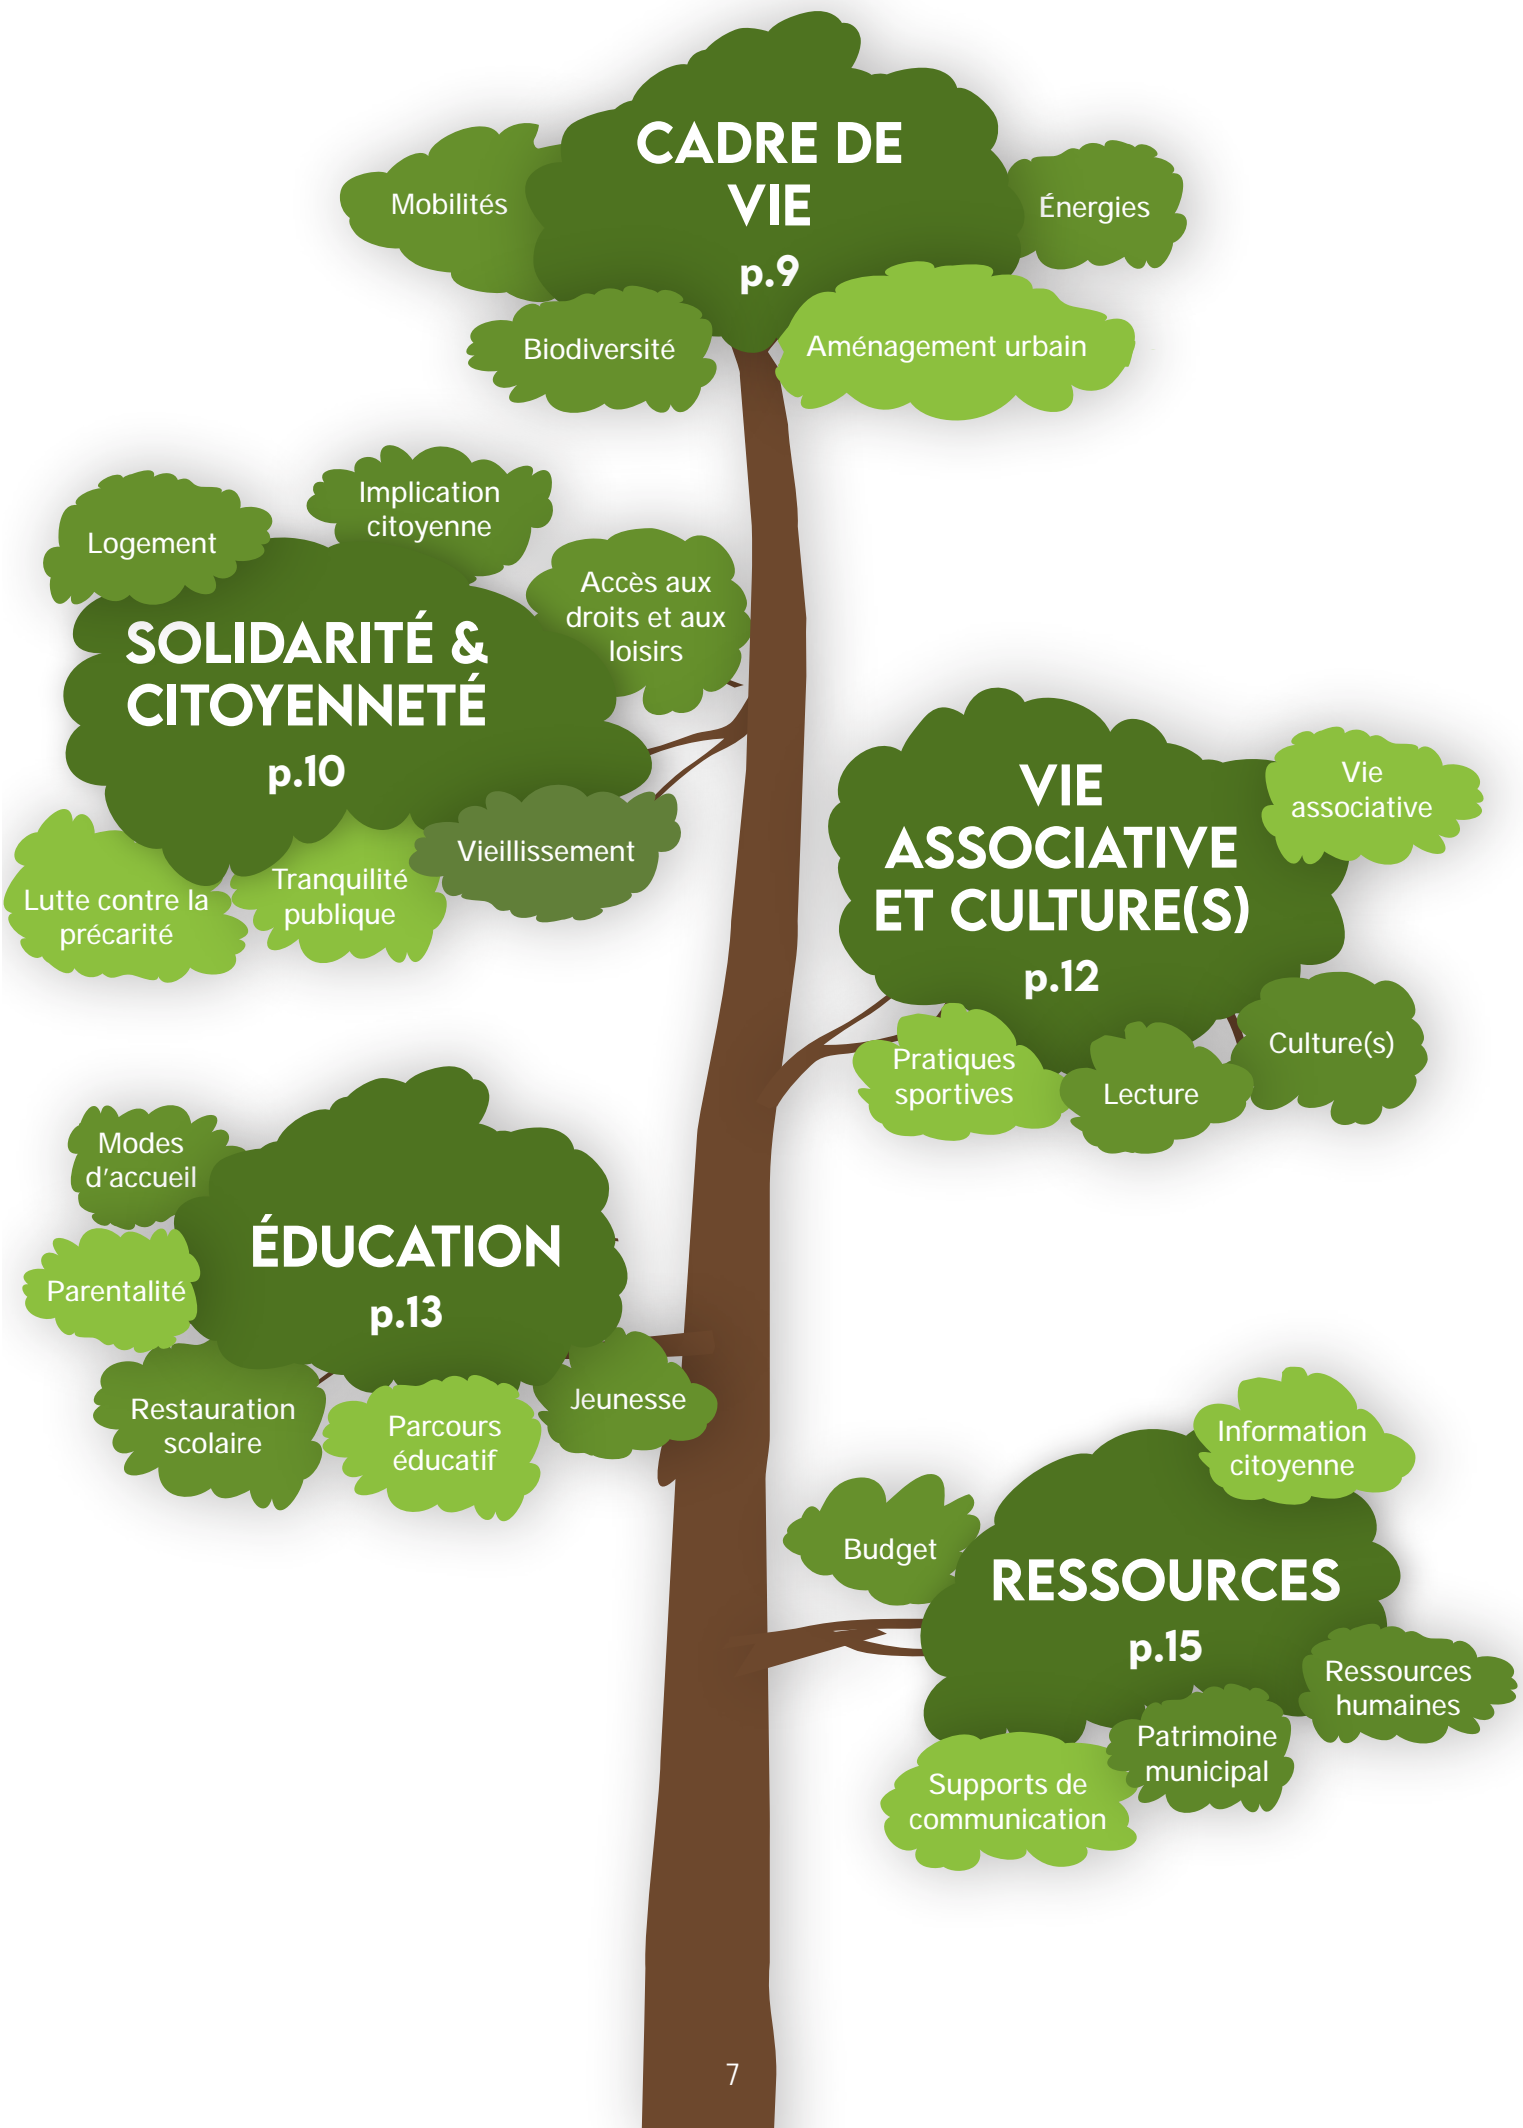 CADRE DE
VIE
p.9
Mobilités
Énergies
Biodiversité
Aménagement urbain
Logement
Implication
citoyenne
Accès aux
droits et aux
loisirs
SOLIDARITÉ &
CITOYENNETÉ
p.10
Lutte contre la
précarité
Tranquilité
publique
Vieillissement
VIE
ASSOCIATIVE
ET CULTURE(S)
p.12
Vie
associative
Pratiques
sportives
Lecture
Culture(s)
Modes
d'accueil
ÉDUCATION
p.13
Parentalité
Restauration
scolaire
Parcours
éducatif
Jeunesse
Information
citoyenne
Budget
RESSOURCES
p.15
Ressources
humaines
Patrimoine
municipal
Supports de
communication
7